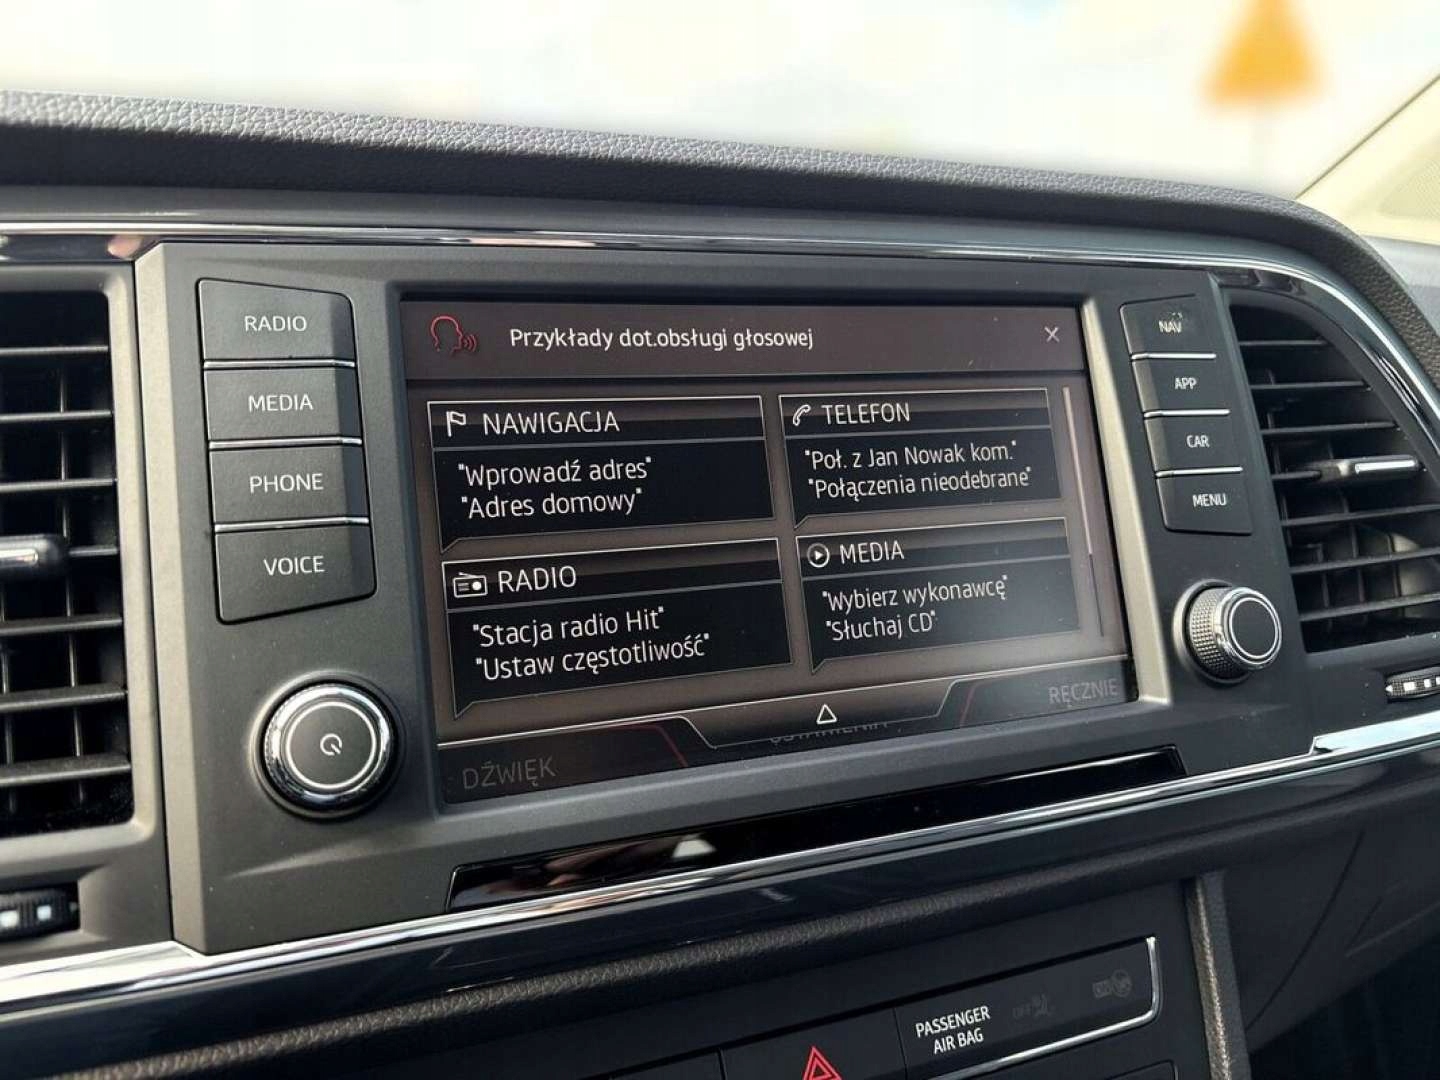 RADIO
MEDIA
PHONE
VOICE
Przykłady dot.obsługi głosowej
NAWIGACJA
"Wprowadź adres"
"Adres domowy"
TELEFON
"Poł. z Jan Nowak kom."
"Połączenia nieodebrane"
RADIO
"Stacja radio Hit"
"Ustaw częstotliwość"
MEDIA
"Wybierz wykonawcę"
"Słuchaj CD"
DŹWIĘK
RĘCZNIE
NAV
APP
CAR
MENU
PASSENGER
AIR BAG
OFF